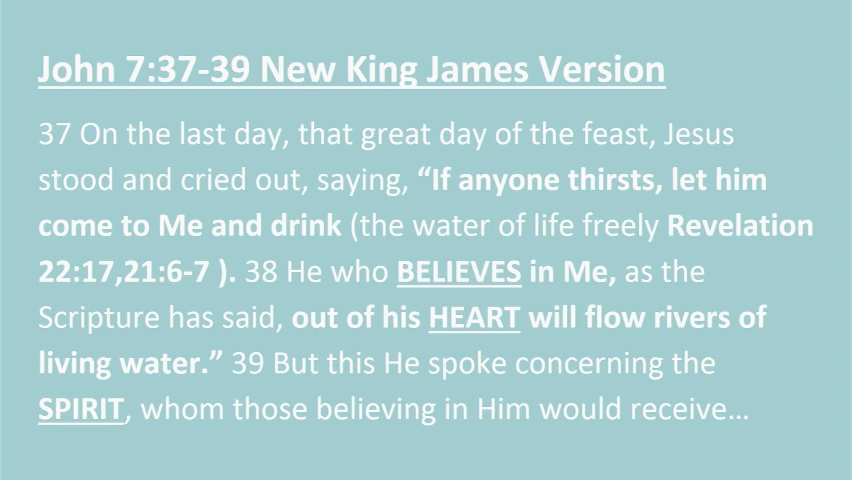 John 7:37-39 New King James Version
37 On the last day, that great day of the feast, Jesus
stood and cried out, saying, “If anyone thirsts, let him
come to Me and drink (the water of life freely Revelation
22:17,21:6-7 ). 38 He who BELIEVES in Me, as the
Scripture has said, out of his HEART will flow rivers of
living water.” 39 But this He spoke concerning the
SPIRIT, whom those believing in Him would receive…